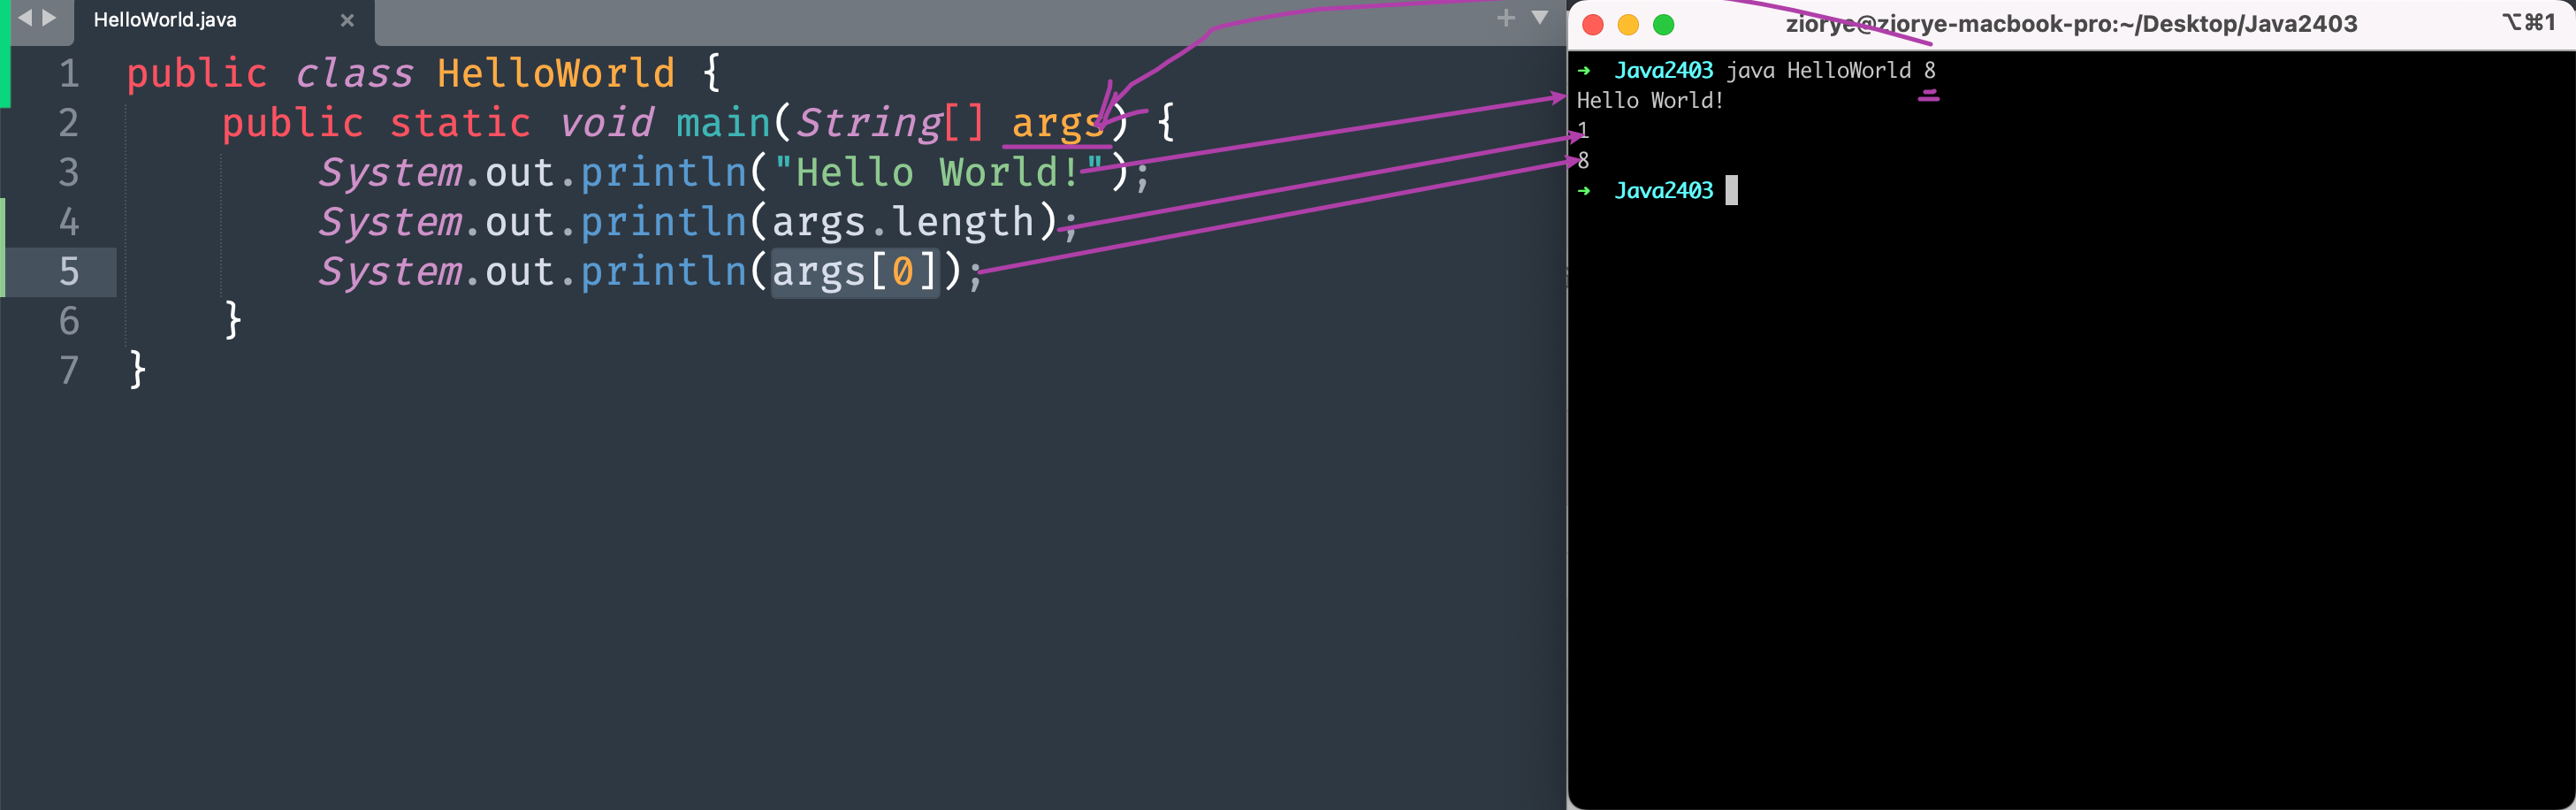 HelloWorld.java
1 public class HelloWorld {
2     public static void main(String[] args) {
3         System.out.println("Hello World!");
4         System.out.println(args.length);
5         System.out.println(args[0]);
6     }
7 }
ziorye@ziorye-macbook-pro:~/Desktop/Java2403 ⌥⌘1
➜ Java2403 java HelloWorld 8
Hello World!
1
8
➜ Java2403